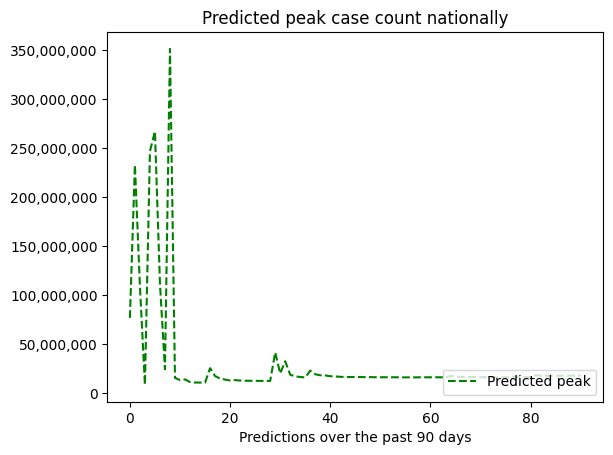 Predicted peak case count nationally
350,000,000
300,000,000
250,000,000
200,000,000
150,000,000
100,000,000
50,000,000
0
Predicted peak
0 20 40 60 80
Predictions over the past 90 days